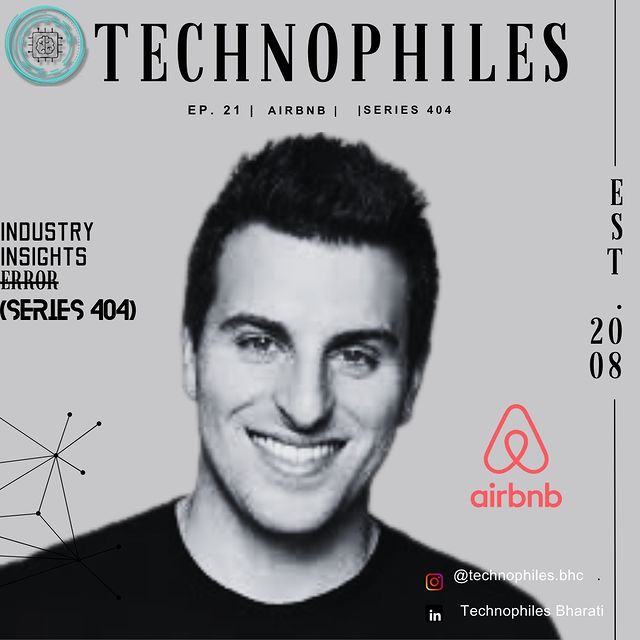 TECHNOPHILES
EP. 21 | AIRBNB | |SERIES 404
INDUSTRY
INSIGHTS
ERROR
(SERIES 404)
EST.
20
08
airbnb
@technophiles.bhc .
in Technophiles Bharati